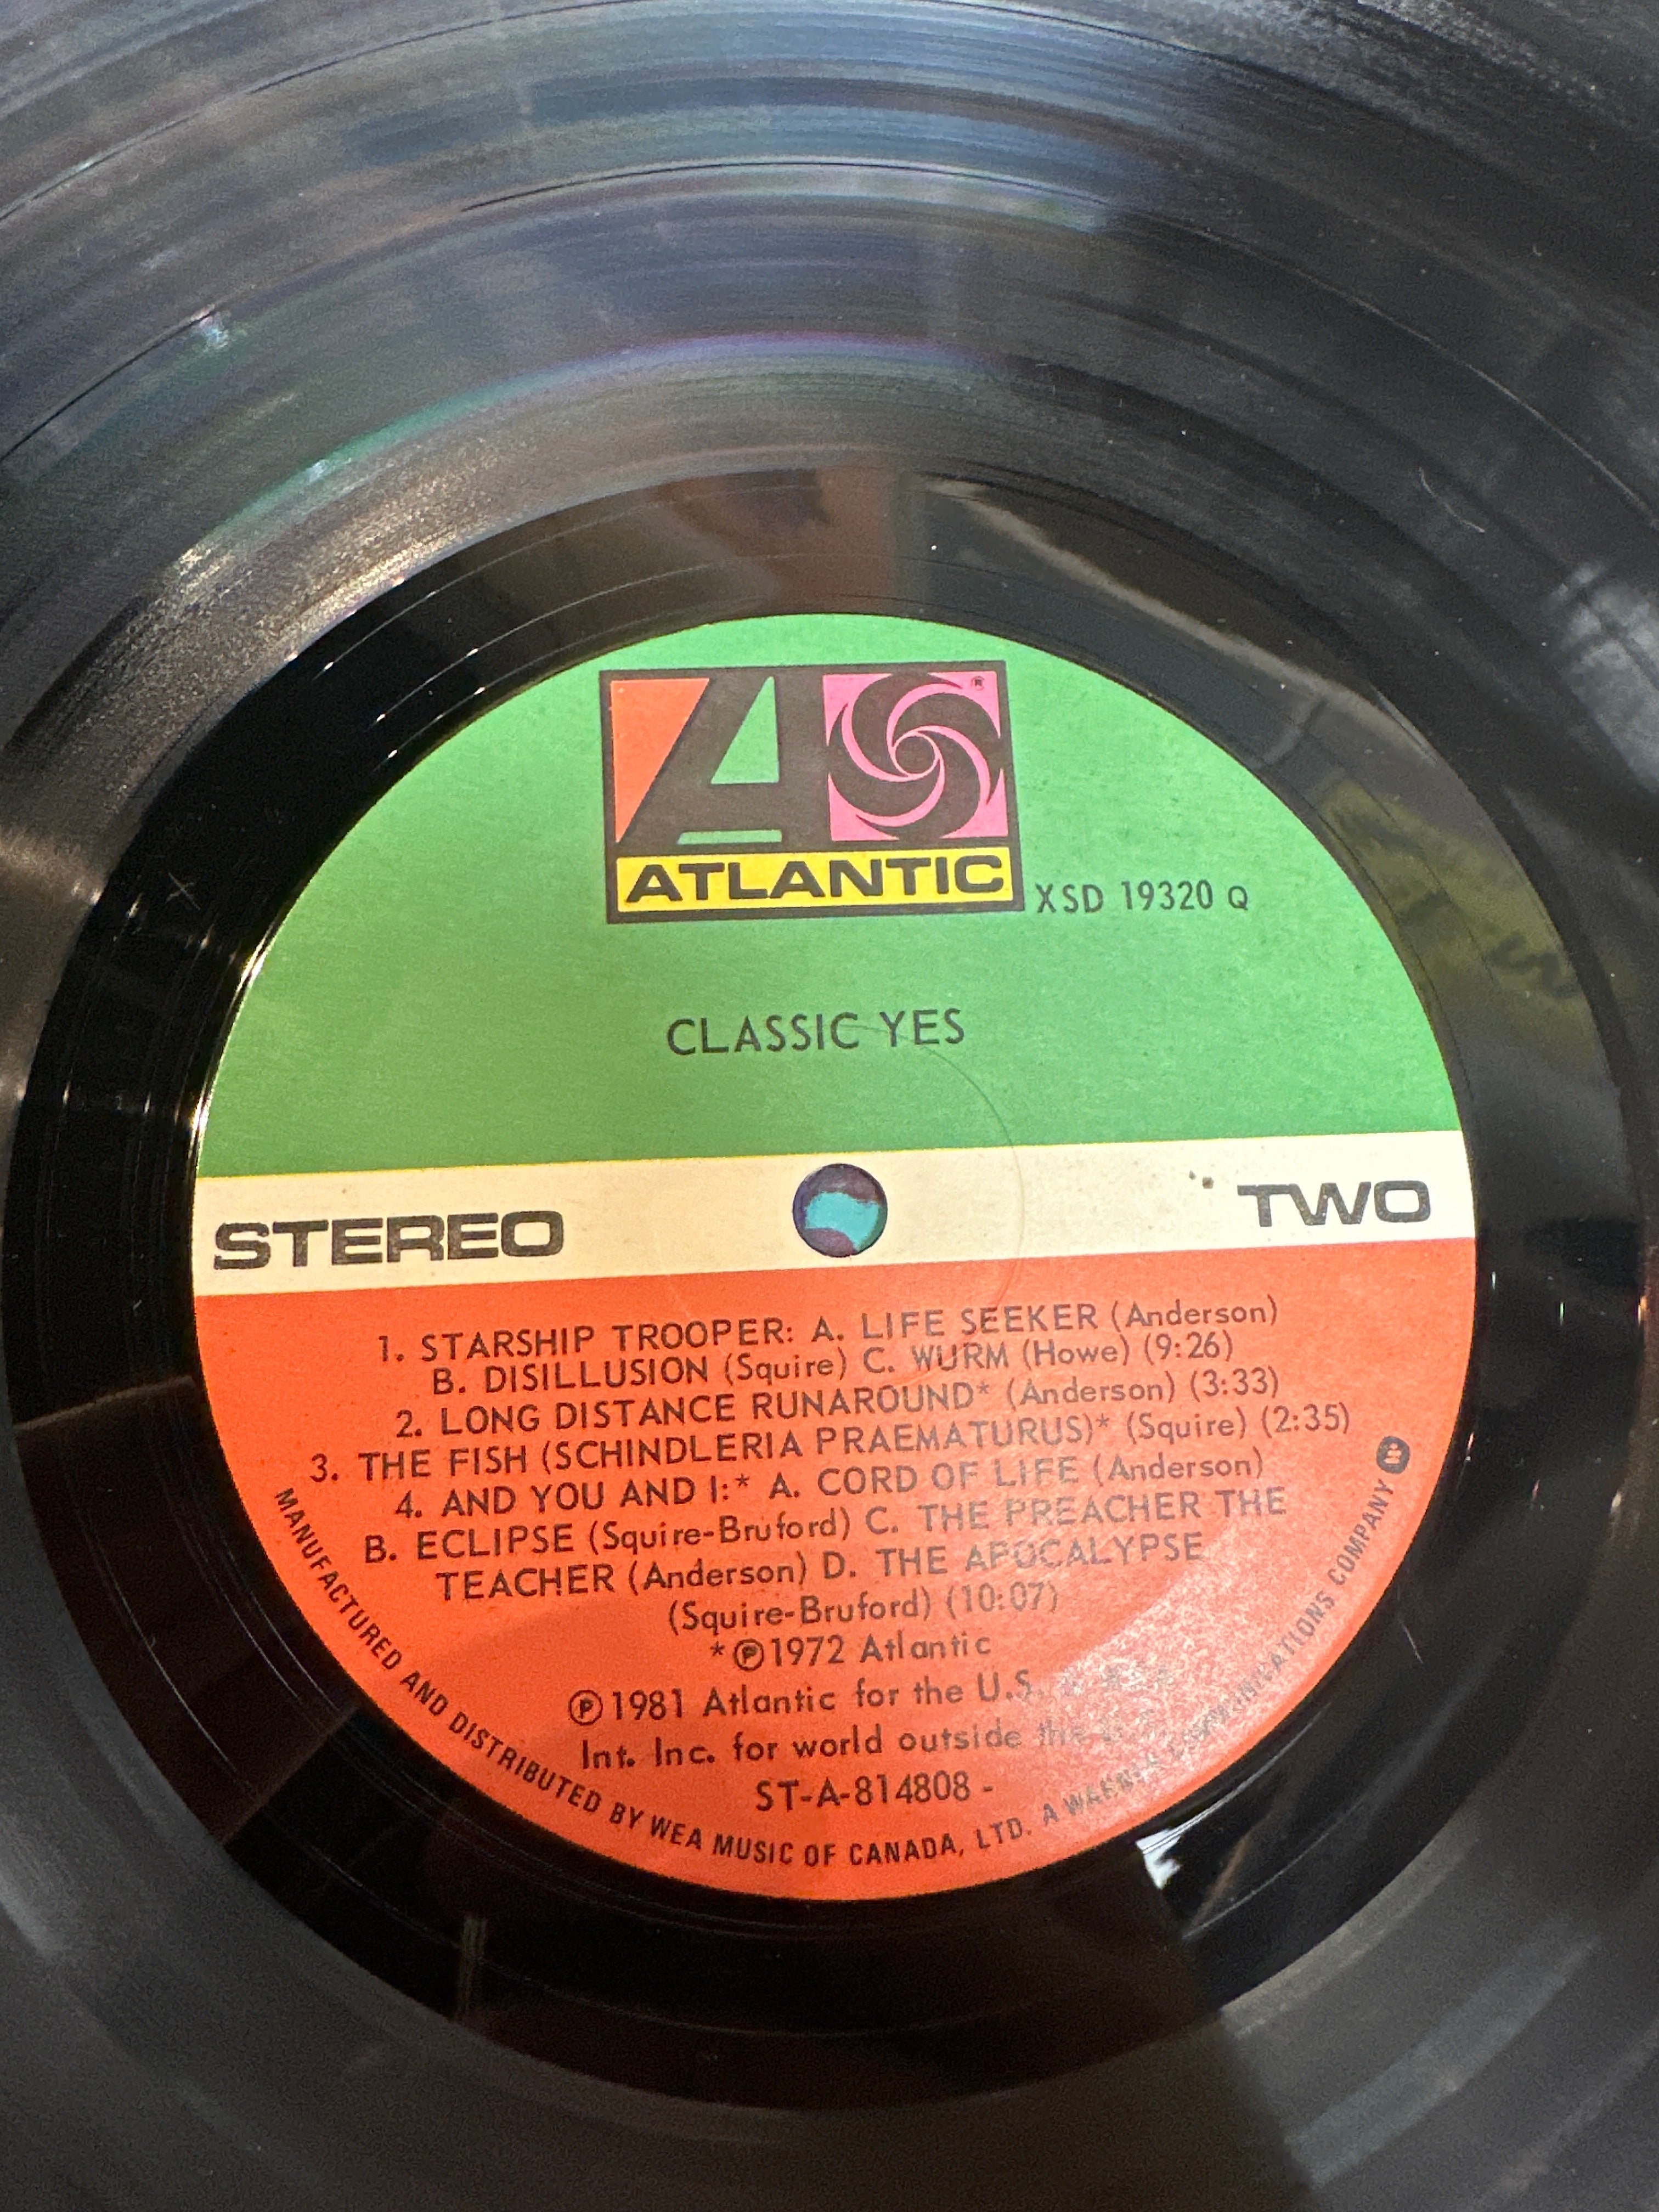 ATLANTIC
®
XSD 19320 Q
CLASSIC YES
STEREO
TWO
1. STARSHIP TROOPER: A. LIFE SEEKER (Anderson)
B. DISILLUSION (Squire) C. WURM (Howe) (9:26)
2. LONG DISTANCE RUNAROUND* (Anderson) (3:33)
3. THE FISH (SCHINDLERIA PRAEMATURUS)* (Squire) (2:35)
4. AND YOU AND I:* A. CORD OF LIFE (Anderson)
B. ECLIPSE (Squire-Bruford) C. THE PREACHER THE
TEACHER (Anderson) D. THE APOCALYPSE
(Squire-Bruford) (10:07)
*℗1972 Atlantic
℗1981 Atlantic for the U.S.
Int. Inc. for world outside the
ST-A-814808 -
MANUFACTURED AND DISTRIBUTED BY WEA MUSIC OF CANADA, LTD. A WARNER COMMUNICATIONS COMPANY